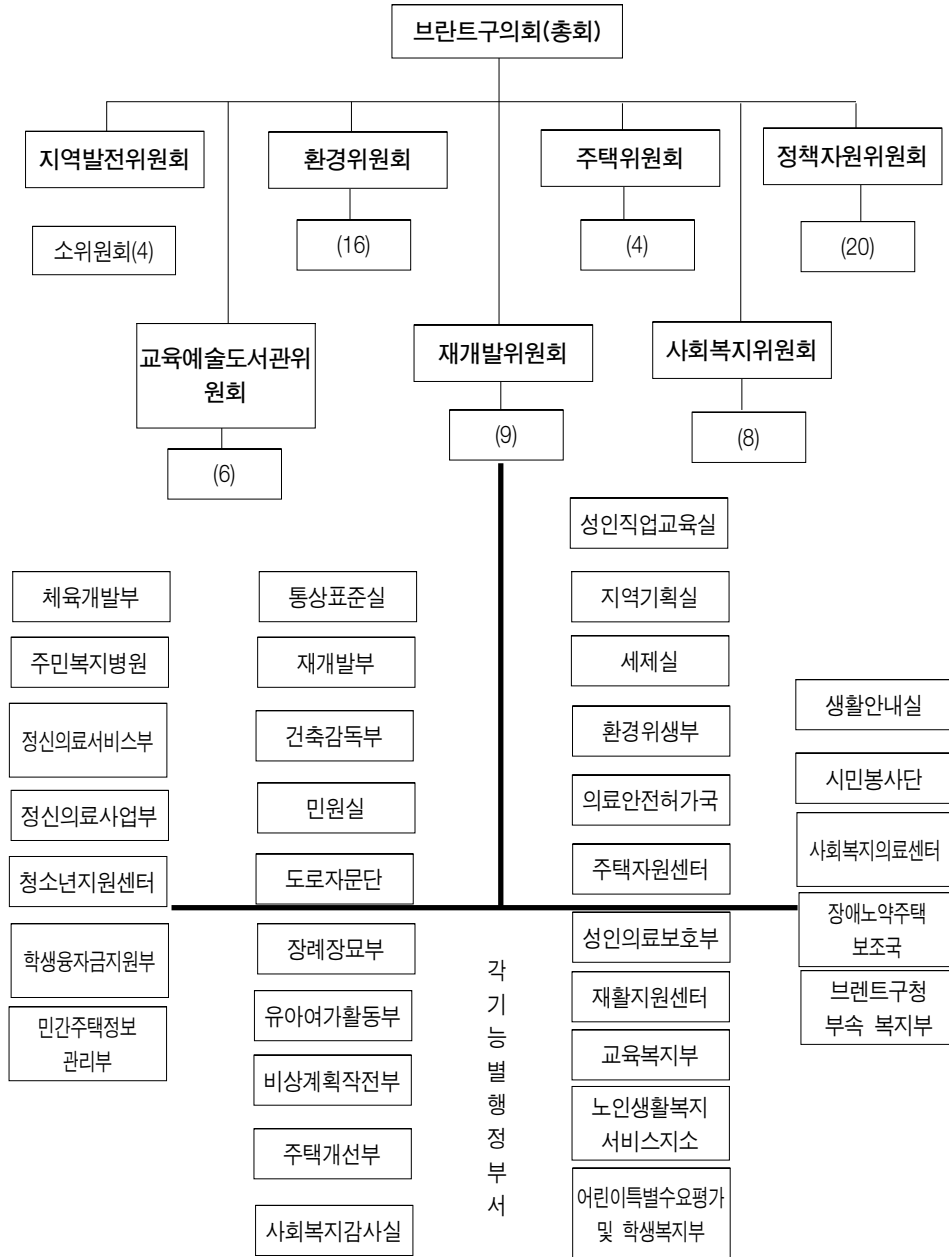 브란트구의회(총회)
지역발전위원회
환경위원회
주택위원회
정책자원위원회
소위원회(4)
(16)
(4)
(20)
교육예술도서관위
원회
재개발위원회
사회복지위원회
(6)
(9)
(8)
체육개발부
주민복지병원
정신의료서비스부
정신의료사업부
청소년지원센터
학생융자금지원부
민간주택정보
관리부
통상표준실
재개발부
건축감독부
민원실
도로자문단
장례장묘부
유아여가활동부
비상계획작전부
주택개선부
사회복지감사실
각
기
능
별
행
정
부
서
성인직업교육실
지역기획실
세제실
환경위생부
의료안전허가국
주택자원센터
성인의료보호부
재활지원센터
교육복지부
노인생활복지
서비스지소
어린이특별수요평가
및 학생복지부
생활안내실
시민봉사단
사회복지의료센터
장애노약주택
보조국
브렌트구청
부속 복지부